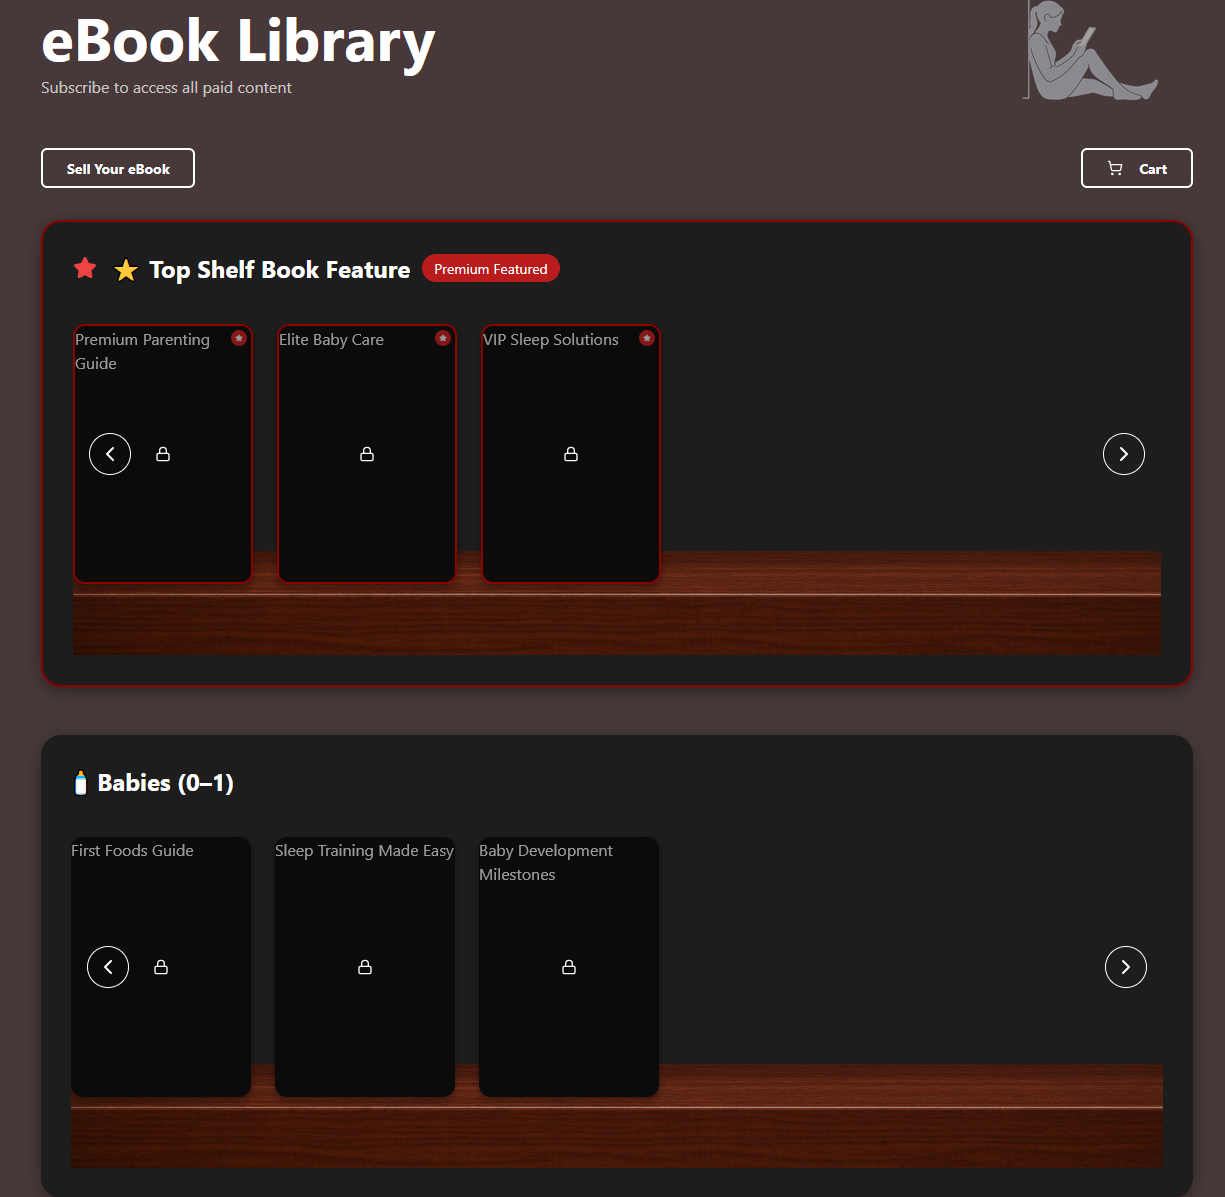 eBook Library
Subscribe to access all paid content
Sell Your eBook
Cart
Top Shelf Book Feature
Premium Featured
Premium Parenting
Guide
Elite Baby Care
VIP Sleep Solutions
Babies (0–1)
First Foods Guide
Sleep Training Made Easy
Baby Development
Milestones